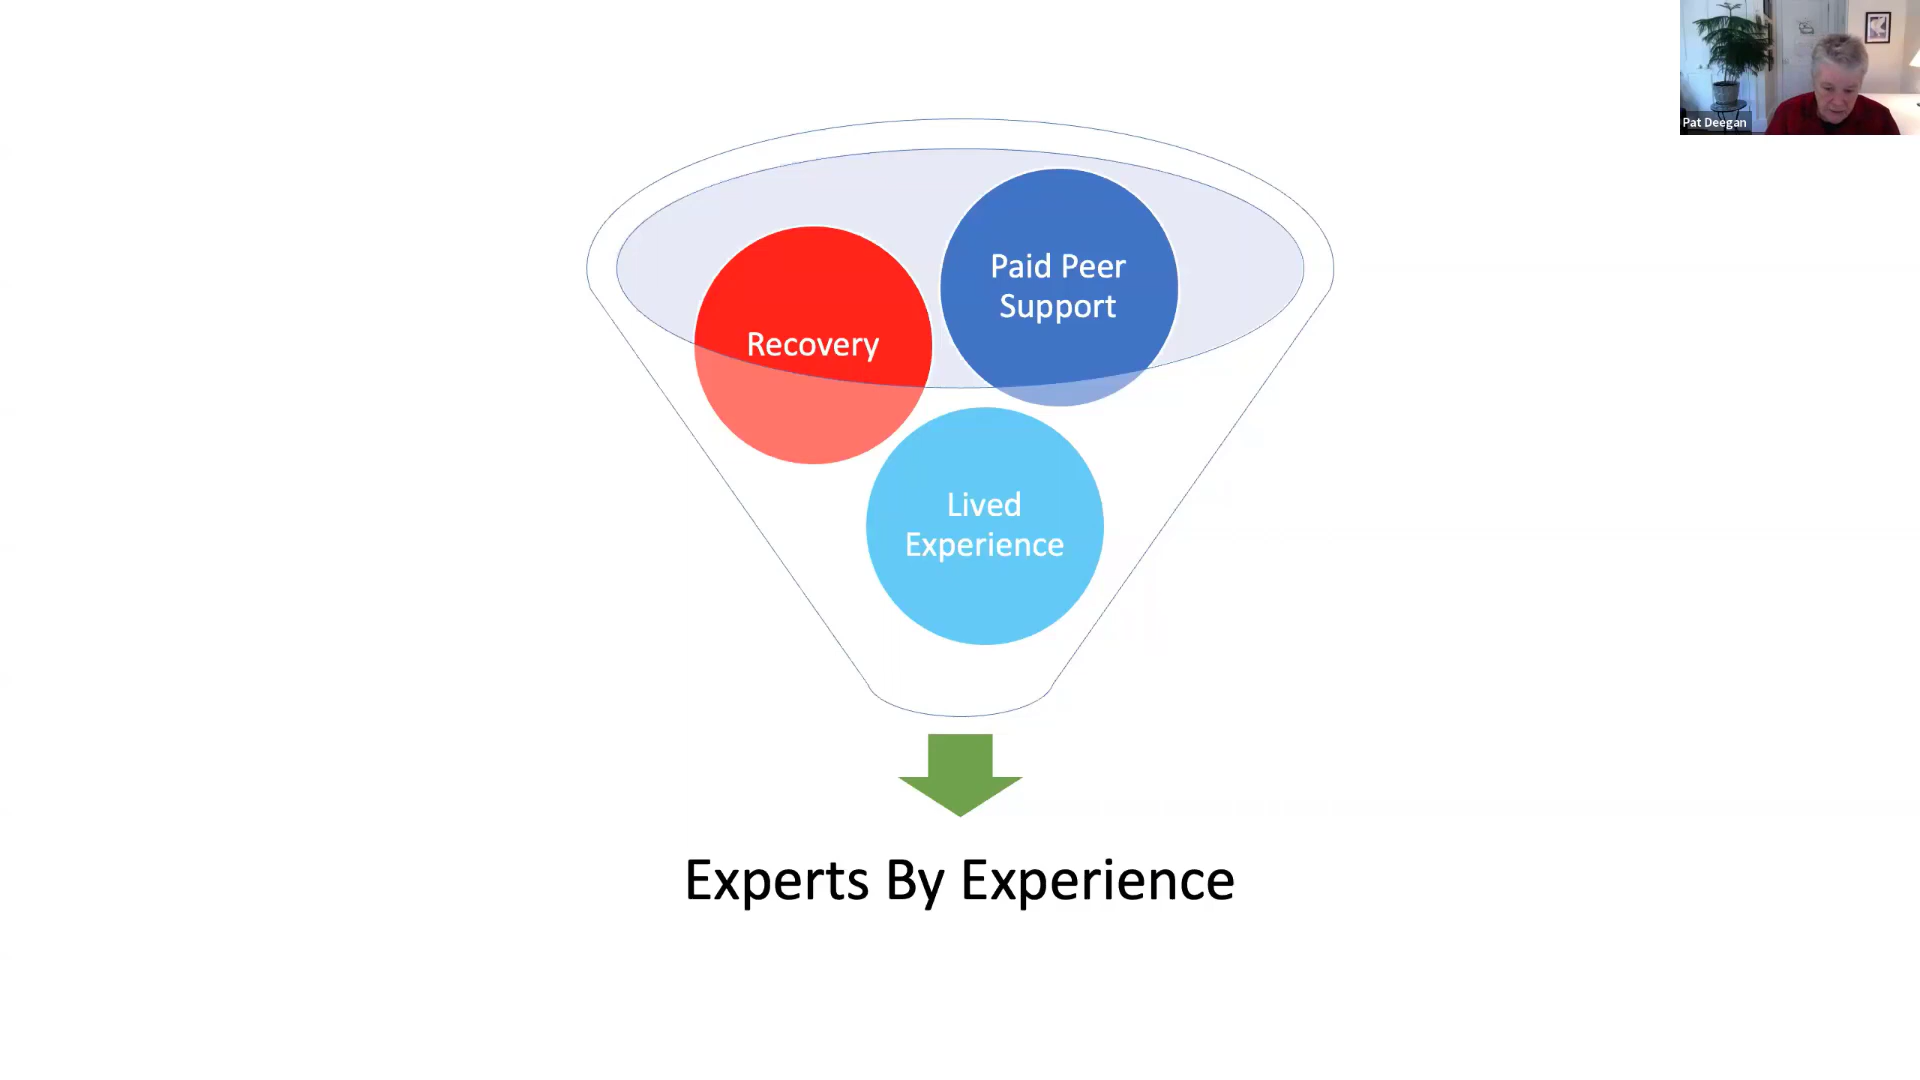 Pat Deegan
Paid Peer
Support
Recovery
Lived
Experience
Experts By Experience